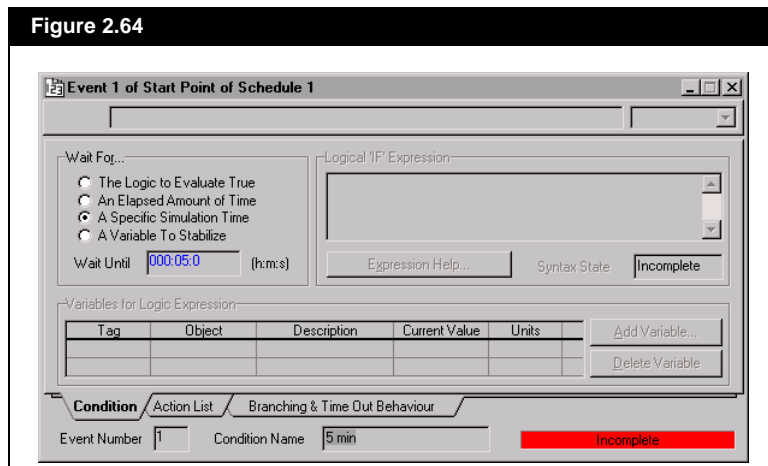 Figure 2.64
Event 1 of Start Point of Schedule 1
Wait For...
The Logic to Evaluate True
An Elapsed Amount of Time
A Specific Simulation Time
A Variable To Stabilize
Wait Until 000:05:0 (h:m:s)
Logical 'IF' Expression
Expression Help... Syntax State Incomplete
Variables for Logic Expression
Tag Object Description Current Value Units
Add Variable...
Delete Variable
Condition Action List Branching & Time Out Behaviour
Event Number 1 Condition Name 5 min Incomplete